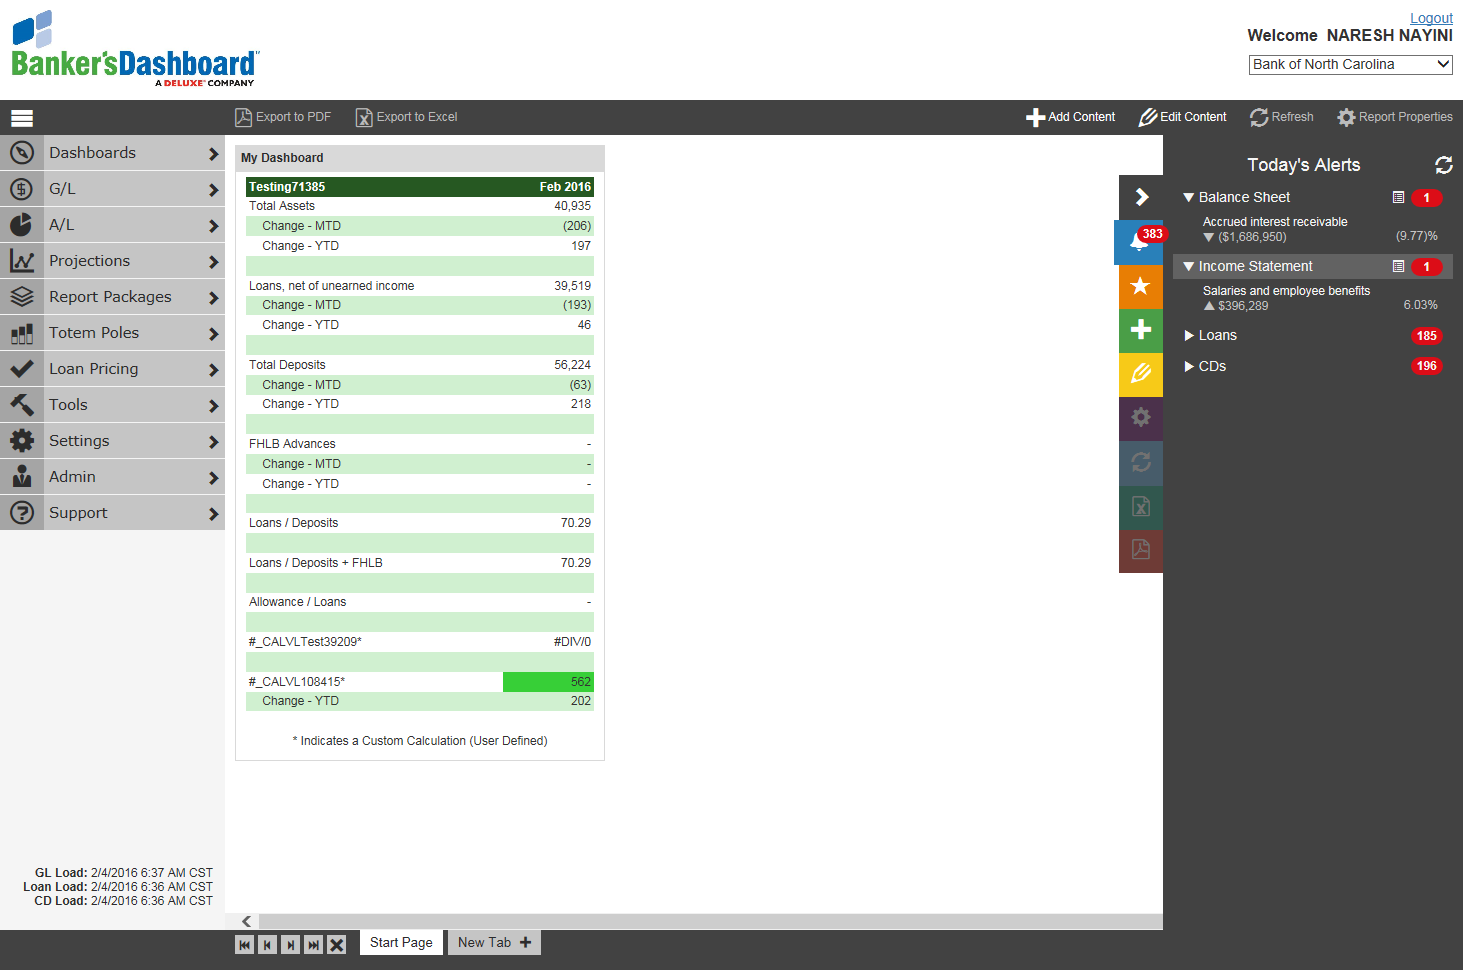 Banker'sDashboard
A DELUXE COMPANY
Logout
Welcome NARESH NAYINI
Bank of North Carolina
Export to PDF
Export to Excel
Add Content
Edit Content
Refresh
Report Properties
Dashboards
G/L
A/L
Projections
Report Packages
Totem Poles
Loan Pricing
Tools
Settings
Admin
Support
GL Load: 2/4/2016 6:37 AM CST
Loan Load: 2/4/2016 6:36 AM CST
CD Load: 2/4/2016 6:36 AM CST
My Dashboard
Testing71385 Feb 2016
Total Assets 40,935
Change - MTD (206)
Change - YTD 197
Loans, net of unearned income 39,519
Change - MTD (193)
Change - YTD 46
Total Deposits 56,224
Change - MTD (63)
Change - YTD 218
FHLB Advances -
Change - MTD -
Change - YTD -
Loans / Deposits 70.29
Loans / Deposits + FHLB 70.29
Allowance / Loans -
#_CALVLTest39209* #DIV/0
#_CALVL108415* 562
Change - YTD 202
* Indicates a Custom Calculation (User Defined)
383
Today's Alerts
Balance Sheet 1
Accrued interest receivable
($1,686,950) (9.77)%
Income Statement 1
Salaries and employee benefits
$396,289 6.03%
Loans 185
CDs 196
Start Page
New Tab